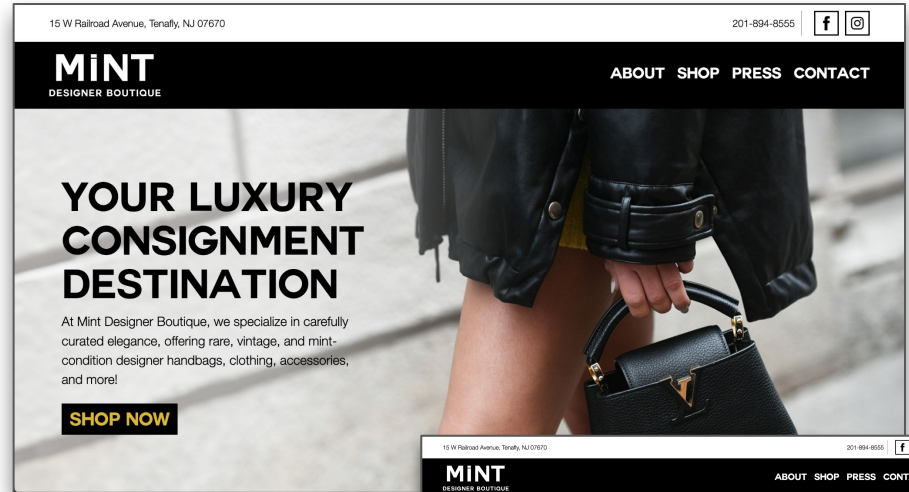 15 W Railroad Avenue, Tenafly, NJ 07670
201-894-8555
MiNT
DESIGNER BOUTIQUE
ABOUT SHOP PRESS CONTACT
YOUR LUXURY
CONSIGNMENT
DESTINATION
At Mint Designer Boutique, we specialize in carefully
curated elegance, offering rare, vintage, and mint-
condition designer handbags, clothing, accessories,
and more!
SHOP NOW
15 W Railroad Avenue, Tenafly, NJ 07670
201-894-8555
MiNT
DESIGNER BOUTIQUE
ABOUT SHOP PRESS CONT